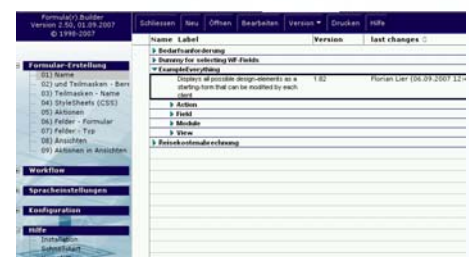 Formula(r).Builder
Version 2.50, 01.09.2007
© 1998-2007
Schliessen Neu Öffnen Bearbeiten Version Drucken Hilfe
Name Label Version last changes
Bedarfsanforderung
Dummy for selecting WF-Fields
ExampleEverything
Displays all possible design-elements as a 1.82 Florian Lier (06.09.2007 12
starting-form that can be modified by each
client
Action
Field
Module
View
Reisekostenabrechnung
Formular-Erstellung
01) Name
02) und Teilmasken - Bere
03) Teilmasken - Name
04) StyleSheets (CSS)
05) Aktionen
06) Felder - Formular
07) Felder - Typ
08) Ansichten
09) Aktionen in Ansichten
Workflow
Spracheinstellungen
Konfiguration
Hilfe
Installation
Schnellstart